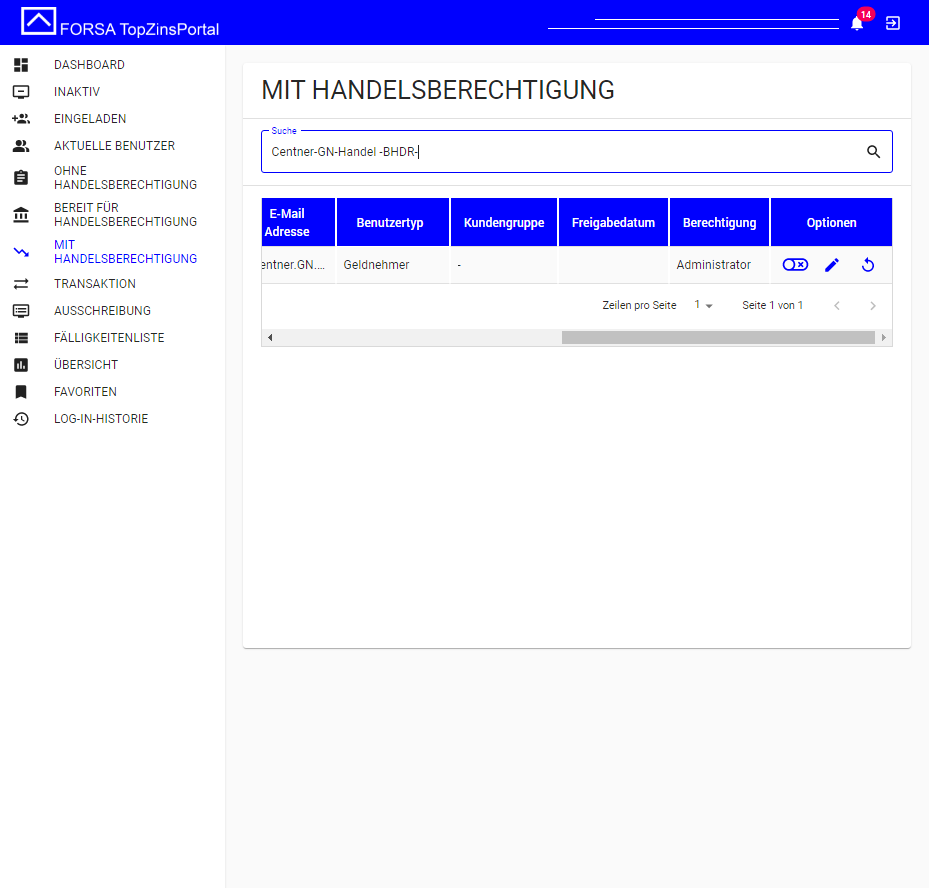 FORSA TopZinsPortal
14
DASHBOARD
INAKTIV
EINGELADEN
AKTUELLE BENUTZER
OHNE
HANDELSBERECHTIGUNG
BEREIT FÜR
HANDELSBERECHTIGUNG
MIT
HANDELSBERECHTIGUNG
TRANSAKTION
AUSSCHREIBUNG
FÄLLIGKEITENLISTE
ÜBERSICHT
FAVORITEN
LOG-IN-HISTORIE
MIT HANDELSBERECHTIGUNG
Suche
Centner-GN-Handel -BHDR-
E-Mail
Adresse
Benutzertyp
Kundengruppe
Freigabedatum
Berechtigung
Optionen
entner.GN....
Geldnehmer
-
Administrator
Zeilen pro Seite
1
Seite 1 von 1